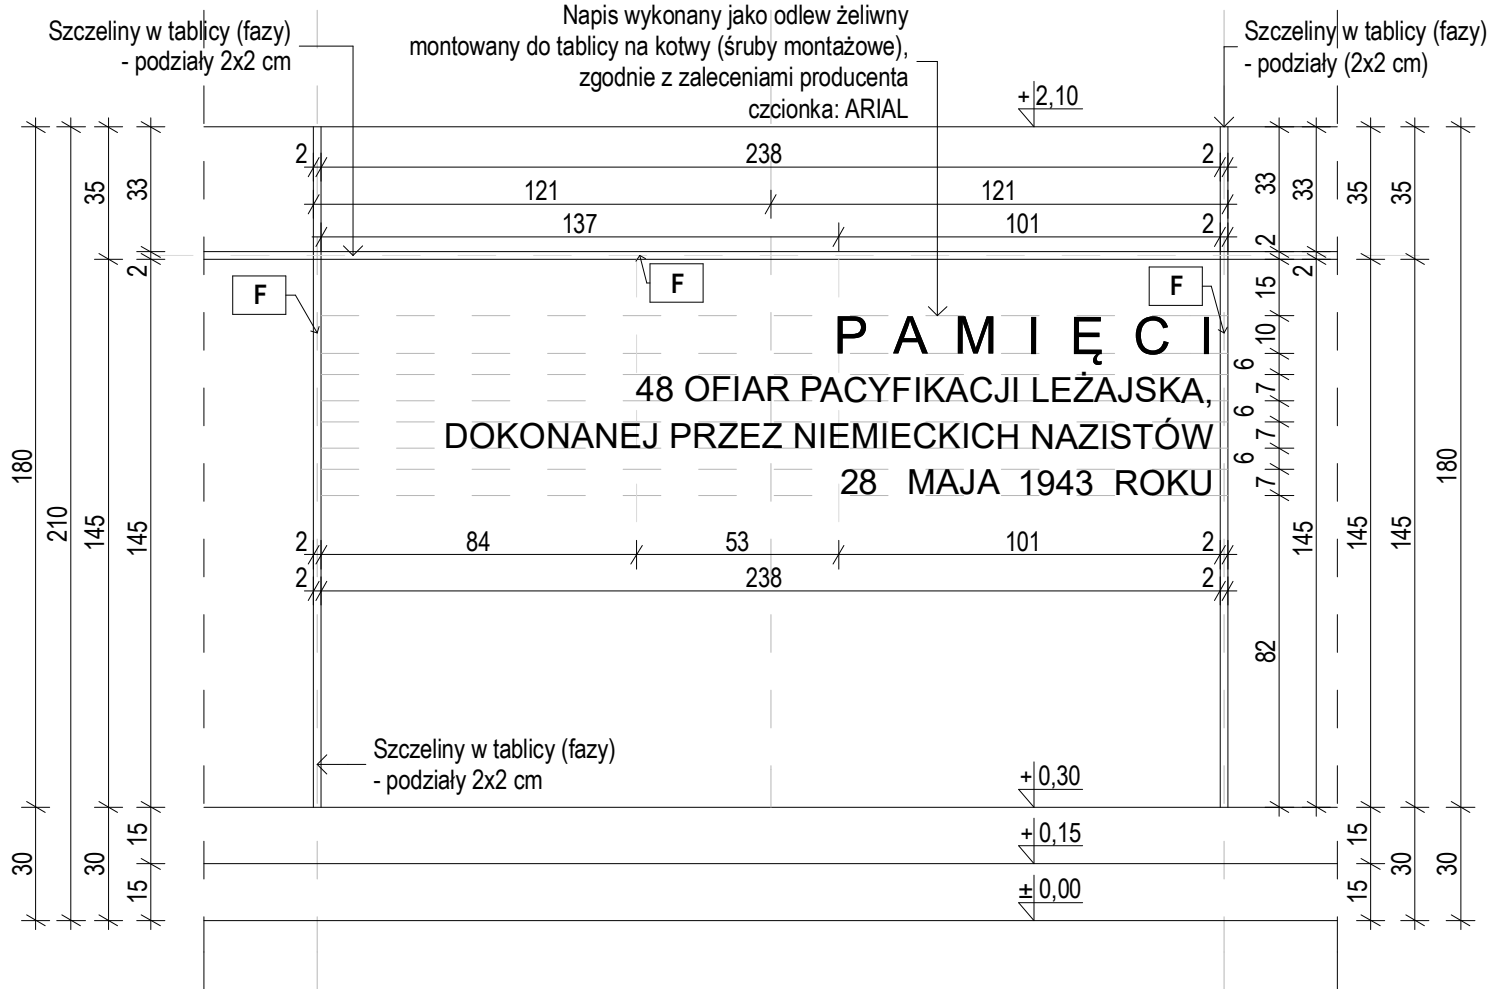 Szczeliny w tablicy (fazy)
- podziały 2x2 cm
Napis wykonany jako odlew żeliwny
montowany do tablicy na kotwy (śruby montażowe),
zgodnie z zaleceniami producenta
czcionka: ARIAL
Szczeliny w tablicy (fazy)
- podziały (2x2 cm)
+ 2,10
2 238 2
121 121
137 101 2
35 33 33 33 35 35
2 2 2
F F F
15
P A M I Ę C I
10
6
48 OFIAR PACYFIKACJI LEŻAJSKA,
7
6
DOKONANEJ PRZEZ NIEMIECKICH NAZISTÓW
7
6
28 MAJA 1943 ROKU
7
180 210 145 145 145 145 145 180
2 84 53 101 2
2 238 2
82
Szczeliny w tablicy (fazy)
- podziały 2x2 cm
+ 0,30
30 30 15 + 0,15 15 30 30
15 ± 0,00 15